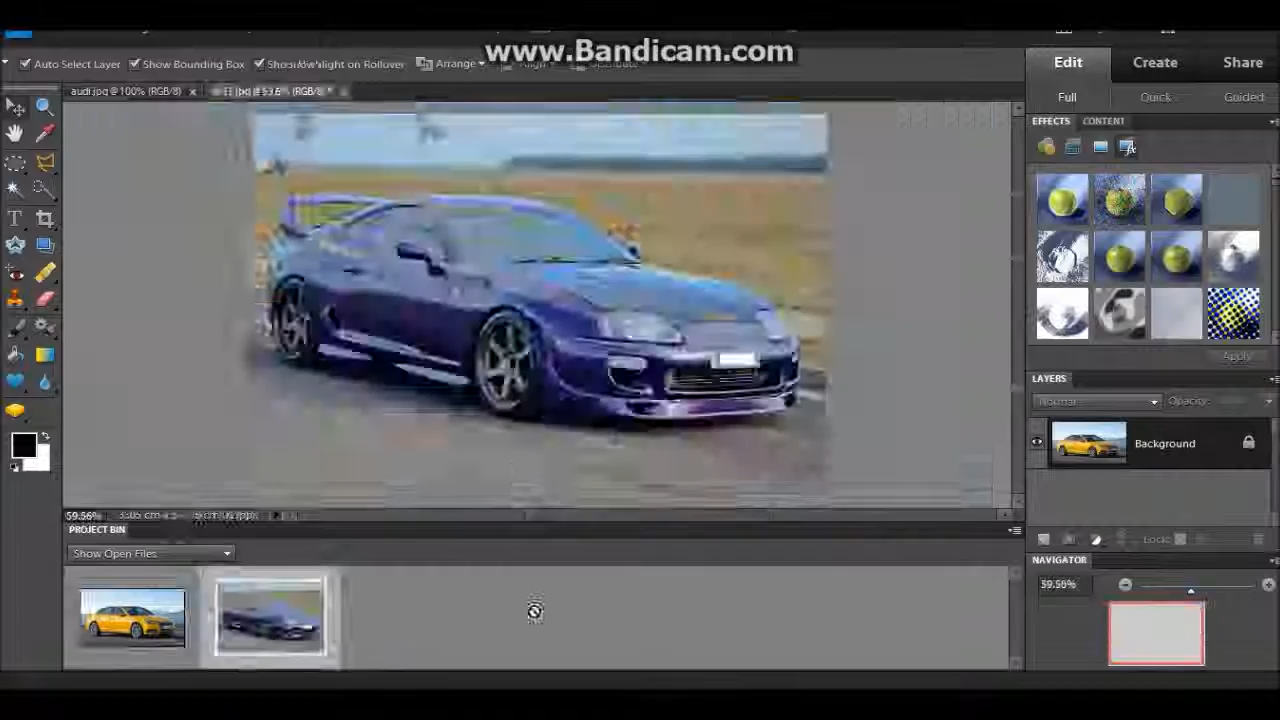 www.Bandicam.com
Auto Select Layer Show Bounding Box on Rollover Arrange
Edit Create Share
audi.jpg @ 100% (RGB/8) x
Full Quick Guided
EFFECTS CONTENT
T
Apply
LAYERS
Normal Opacity:
Background
59.56%
PROJECT BIN
Lock:
Show Open Files
NAVIGATOR
59.56%